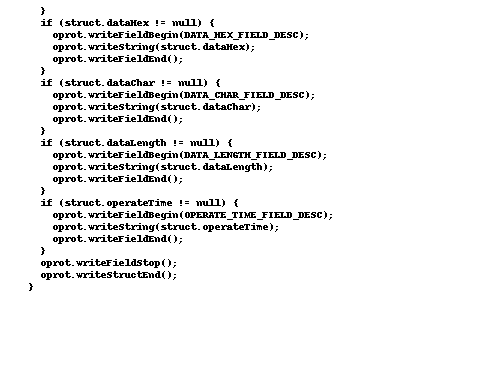 }
    if (struct.dataHex != null) {
      oprot.writeFieldBegin(DATA_HEX_FIELD_DESC);
      oprot.writeString(struct.dataHex);
      oprot.writeFieldEnd();
    }
    if (struct.dataChar != null) {
      oprot.writeFieldBegin(DATA_CHAR_FIELD_DESC);
      oprot.writeString(struct.dataChar);
      oprot.writeFieldEnd();
    }
    if (struct.dataLength != null) {
      oprot.writeFieldBegin(DATA_LENGTH_FIELD_DESC);
      oprot.writeString(struct.dataLength);
      oprot.writeFieldEnd();
    }
    if (struct.operateTime != null) {
      oprot.writeFieldBegin(OPERATE_TIME_FIELD_DESC);
      oprot.writeString(struct.operateTime);
      oprot.writeFieldEnd();
    }
    oprot.writeFieldStop();
    oprot.writeStructEnd();
  }